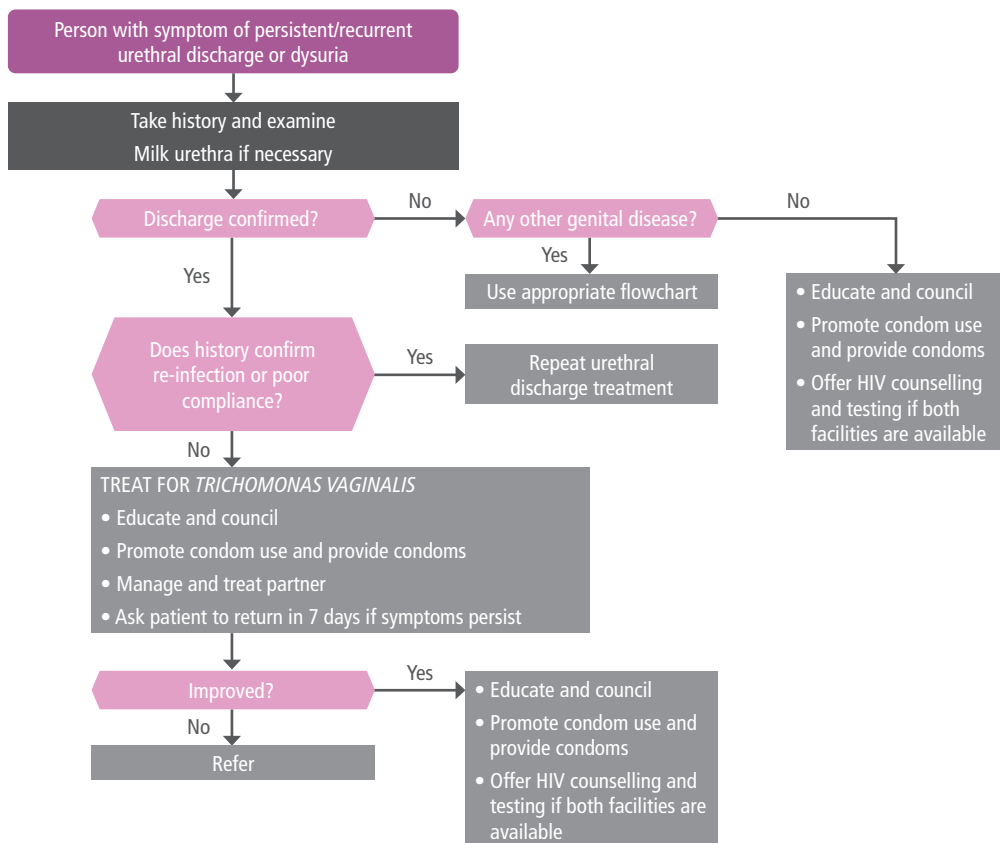 Person with symptom of persistent/recurrent
urethral discharge or dysuria
Take history and examine
Milk urethra if necessary
Discharge confirmed?
No
Any other genital disease?
No
Yes
Yes
Use appropriate flowchart
• Educate and council
• Promote condom use
and provide condoms
• Offer HIV counselling
and testing if both
facilities are available
Does history confirm
re-infection or poor
compliance?
Yes
Repeat urethral
discharge treatment
No
TREAT FOR TRICHOMONAS VAGINALIS
• Educate and council
• Promote condom use and provide condoms
• Manage and treat partner
• Ask patient to return in 7 days if symptoms persist
Improved?
Yes
No
Refer
• Educate and council
• Promote condom use and
provide condoms
• Offer HIV counselling and
testing if both facilities are
available